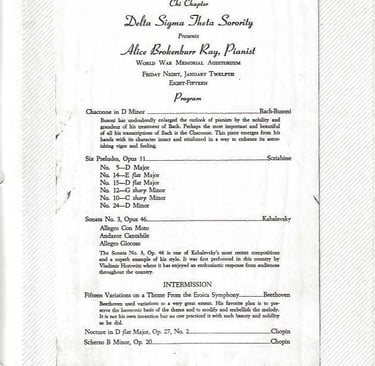 Chi Chapter
Delta Sigma Theta Sorority
Presents
Alice Brokenburr Ray, Pianist
World War Memorial Auditorium
Friday Night, January Twelfth
Eight-Fifteen
Program
Chaconne in D Minor Bach-Busoni
Busoni has undoubtedly enlarged the outlook of pianism by the nobility and
grandeur of his treatment of Bach. Perhaps the most important and beautiful
of all his transcriptions of Bach is the Chaconne. This piece emerges from his
hands with its character intact and reinforced in a way to enhance its aston-
ishing vigor and feeling.
Six Preludes, Opus 11 Scriabine
No. 5—D Major
No. 14—E flat Major
No. 15—D flat Major
No. 12—G sharp Minor
No. 10—C sharp Minor
No. 24—D Minor
Sonata No. 3, Opus 46 Kabalevsky
Allegro Con Moto
Andante Cantabile
Allegro Giocoso
The Sonata No. 3, Op. 46 is one of Kabalevsky's most recent compositions
and a superb example of his style. It was first performed in this country by
Vladimir Horowitz where it has enjoyed an enthusiastic response from audiences
throughout the country.
INTERMISSION
Fifteen Variations on a Theme From the Eroica Symphony Beethoven
Beethoven used variations to a very great extent. His favorite plan is to pre-
serve the harmonic basis of the theme and to modify and embellish the melody.
It is not his own invention but no one practiced it with such beauty and nobility
as he did.
Nocture in D flat Major, Op. 27, No. 2 Chopin
Scherto B Minor, Op. 20 Chopin